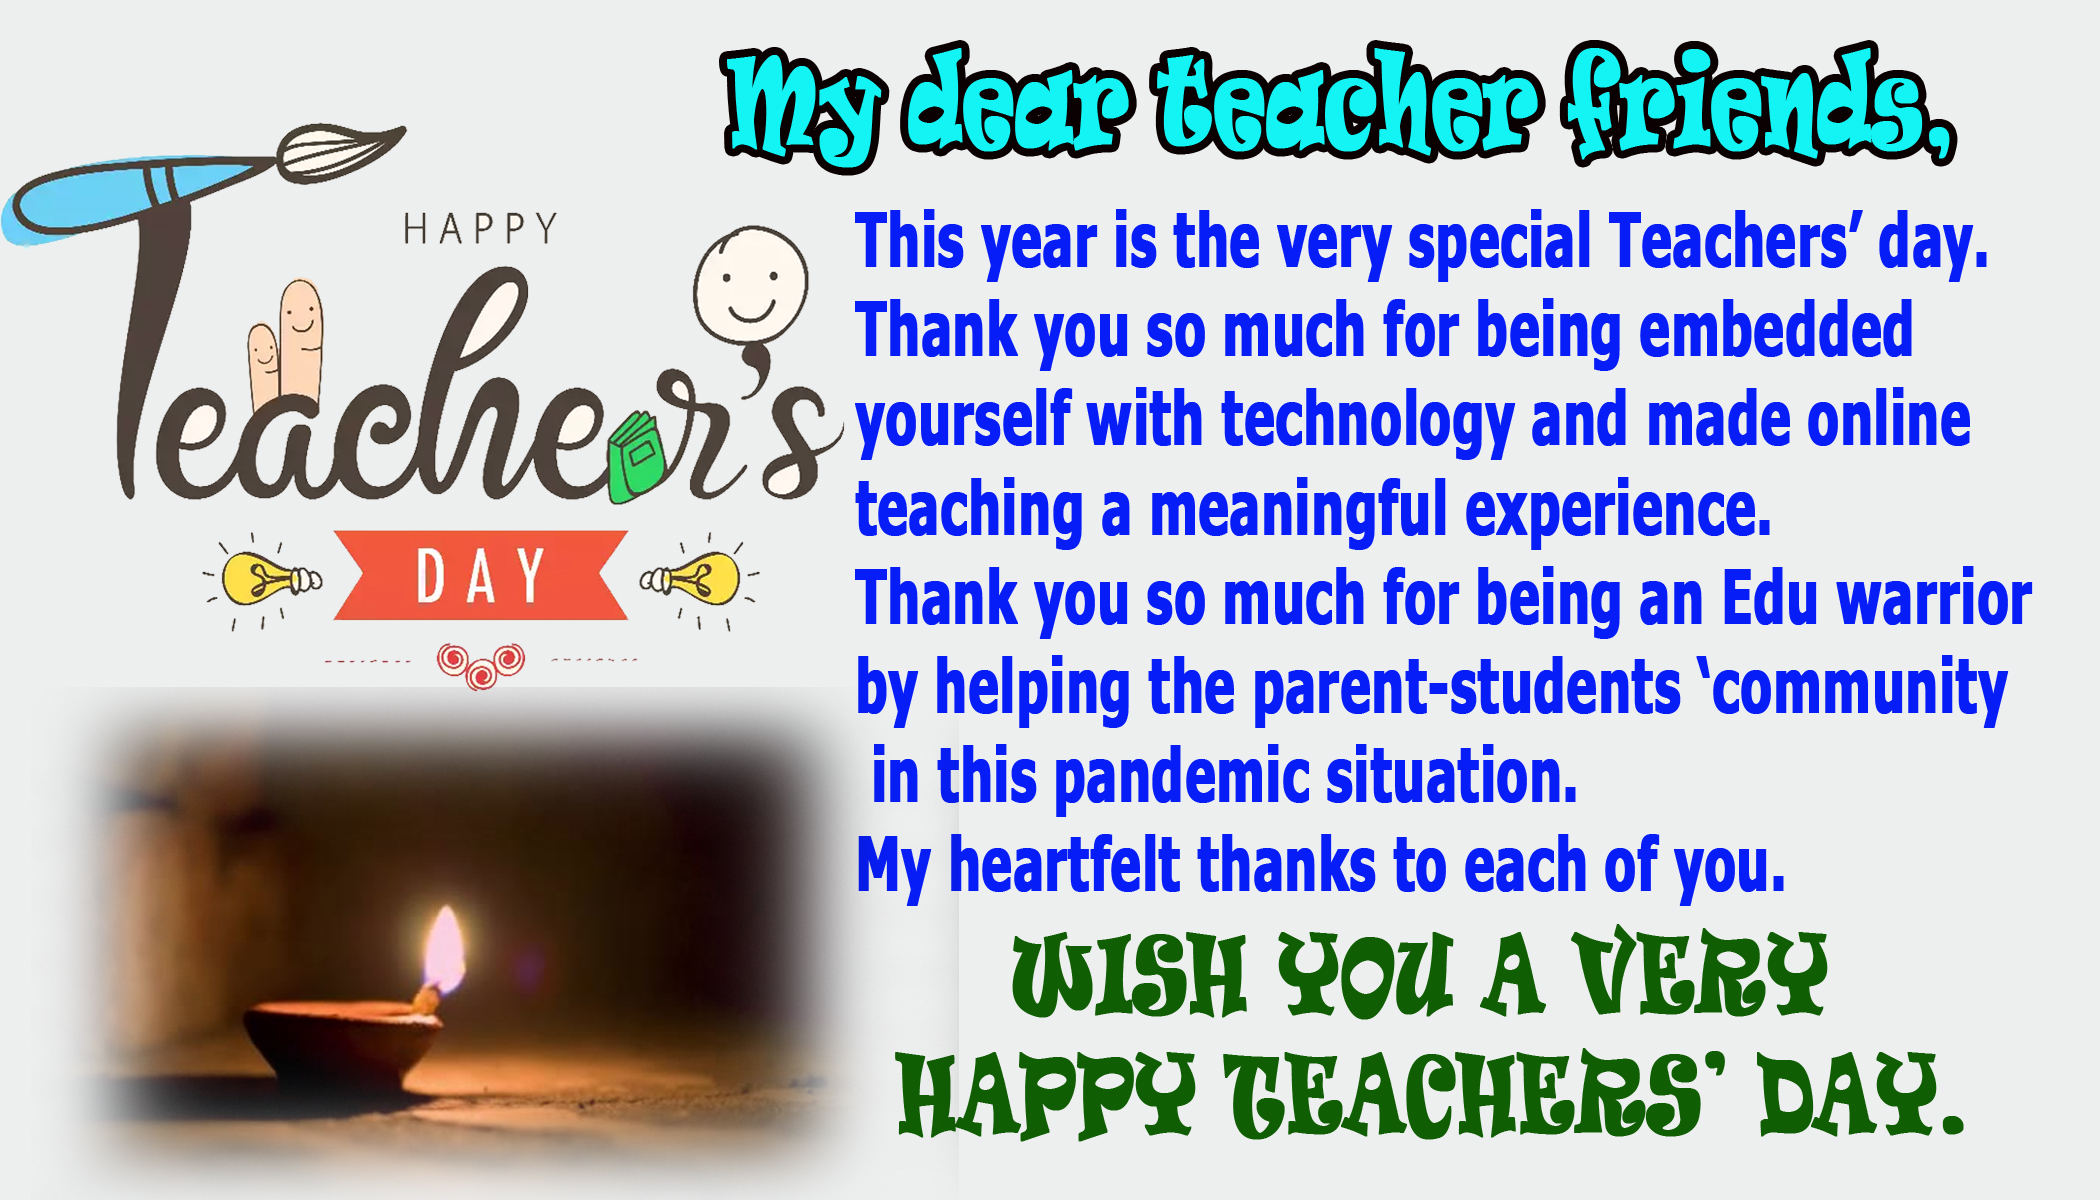 My dear teacher friends,
HAPPY
Teacher's
DAY
This year is the very special Teachers’ day.
Thank you so much for being embedded
yourself with technology and made online
teaching a meaningful experience.
Thank you so much for being an Edu warrior
by helping the parent-students ‘community
in this pandemic situation.
My heartfelt thanks to each of you.
WISH YOU A VERY
HAPPY TEACHERS’ DAY.